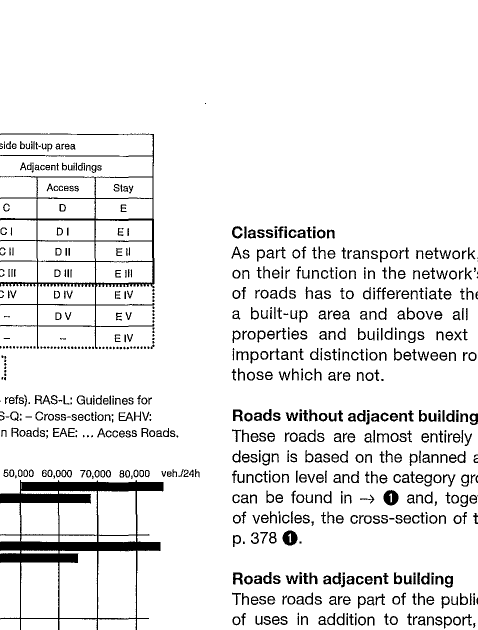 side built-up area
Adjacent buildings
Access Stay
C D E
C I D I E I
C II D II E II
C III D III E III
C IV D IV E IV
– D V E V
– – E IV
refs). RAS-L: Guidelines for
S-Q: – Cross-section; EAHV:
n Roads; EAE: ... Access Roads.
50,000 60,000 70,000 80,000 veh./24h
Classification
As part of the transport network,
on their function in the network's
of roads has to differentiate the
a built-up area and above all
properties and buildings next
important distinction between ro
those which are not.
Roads without adjacent building
These roads are almost entirely
design is based on the planned a
function level and the category gro
can be found in → ❶ and, toge
of vehicles, the cross-section of t
p. 378 ❶.
Roads with adjacent building
These roads are part of the public
of uses in addition to transport,